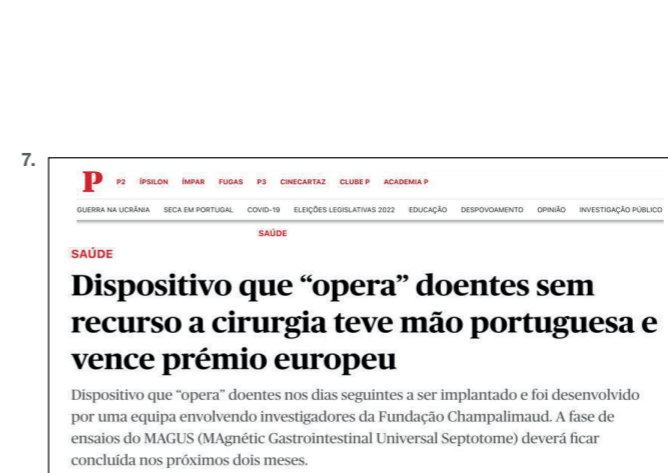 7.
P P2 ÍPSILON ÍMPAR FUGAS P3 CINECARTAZ CLUBE P ACADEMIA P
GUERRA NA UCRÂNIA SECA EM PORTUGAL COVID-19 ELEIÇÕES LEGISLATIVAS 2022 EDUCAÇÃO DESPOVOAMENTO OPINIÃO INVESTIGAÇÃO PÚBLICO
SAÚDE
SAÚDE
Dispositivo que “opera” doentes sem
recurso a cirurgia teve mão portuguesa e
vence prémio europeu
Dispositivo que “opera” doentes nos dias seguintes a ser implantado e foi desenvolvido
por uma equipa envolvendo investigadores da Fundação Champalimaud. A fase de
ensaios do MAGUS (MAgnétic Gastrointestinal Universal Septotome) deverá ficar
concluída nos próximos dois meses.